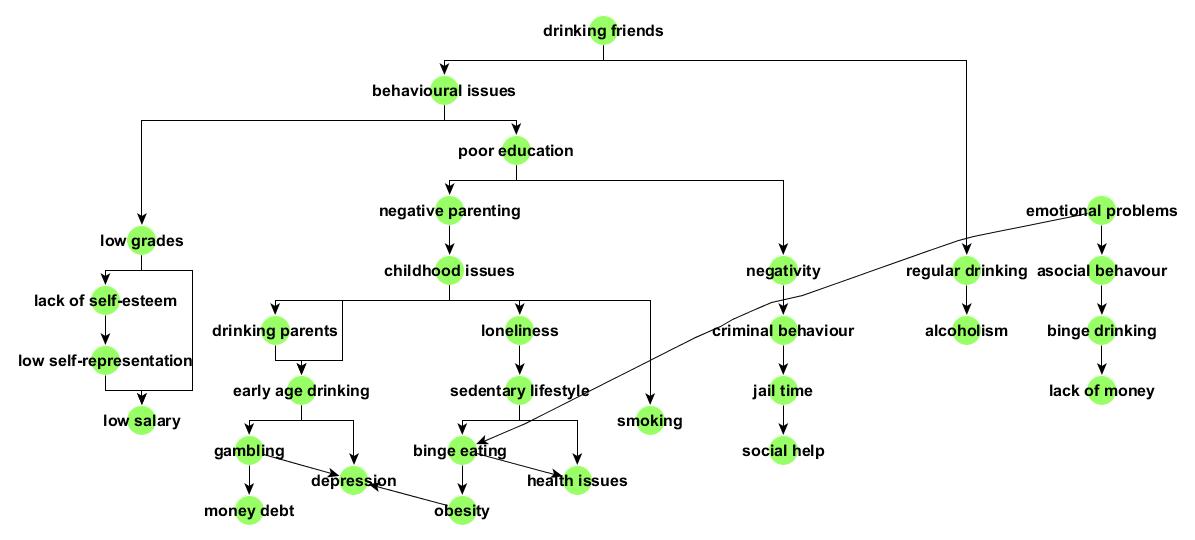 drinking friends
behavioural issues
poor education
negative parenting
emotional problems
low grades
childhood issues
negativity
regular drinking
asocial behavour
lack of self-esteem
drinking parents
loneliness
criminal behaviour
alcoholism
binge drinking
low self-representation
early age drinking
sedentary lifestyle
jail time
lack of money
low salary
smoking
gambling
binge eating
social help
depression
health issues
money debt
obesity